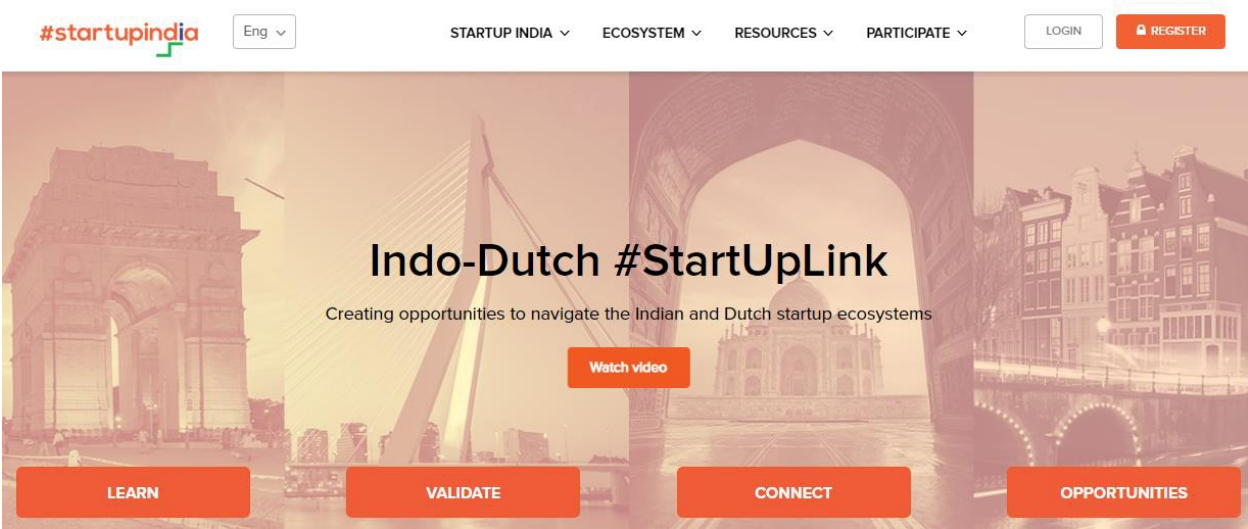 #startupindia
Eng
STARTUP INDIA
ECOSYSTEM
RESOURCES
PARTICIPATE
LOGIN
REGISTER
Indo-Dutch #StartUpLink
Creating opportunities to navigate the Indian and Dutch startup ecosystems
Watch video
LEARN
VALIDATE
CONNECT
OPPORTUNITIES